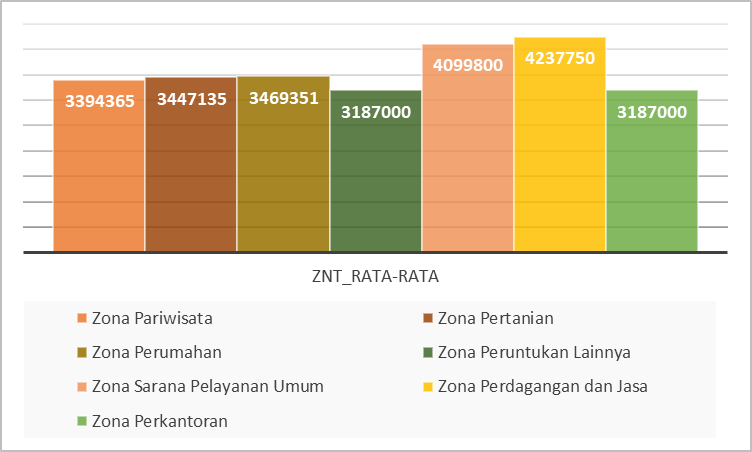 3394365
3447135
3469351
3187000
4099800
4237750
3187000
ZNT_RATA-RATA
Zona Pariwisata
Zona Pertanian
Zona Perumahan
Zona Peruntukan Lainnya
Zona Sarana Pelayanan Umum
Zona Perdagangan dan Jasa
Zona Perkantoran